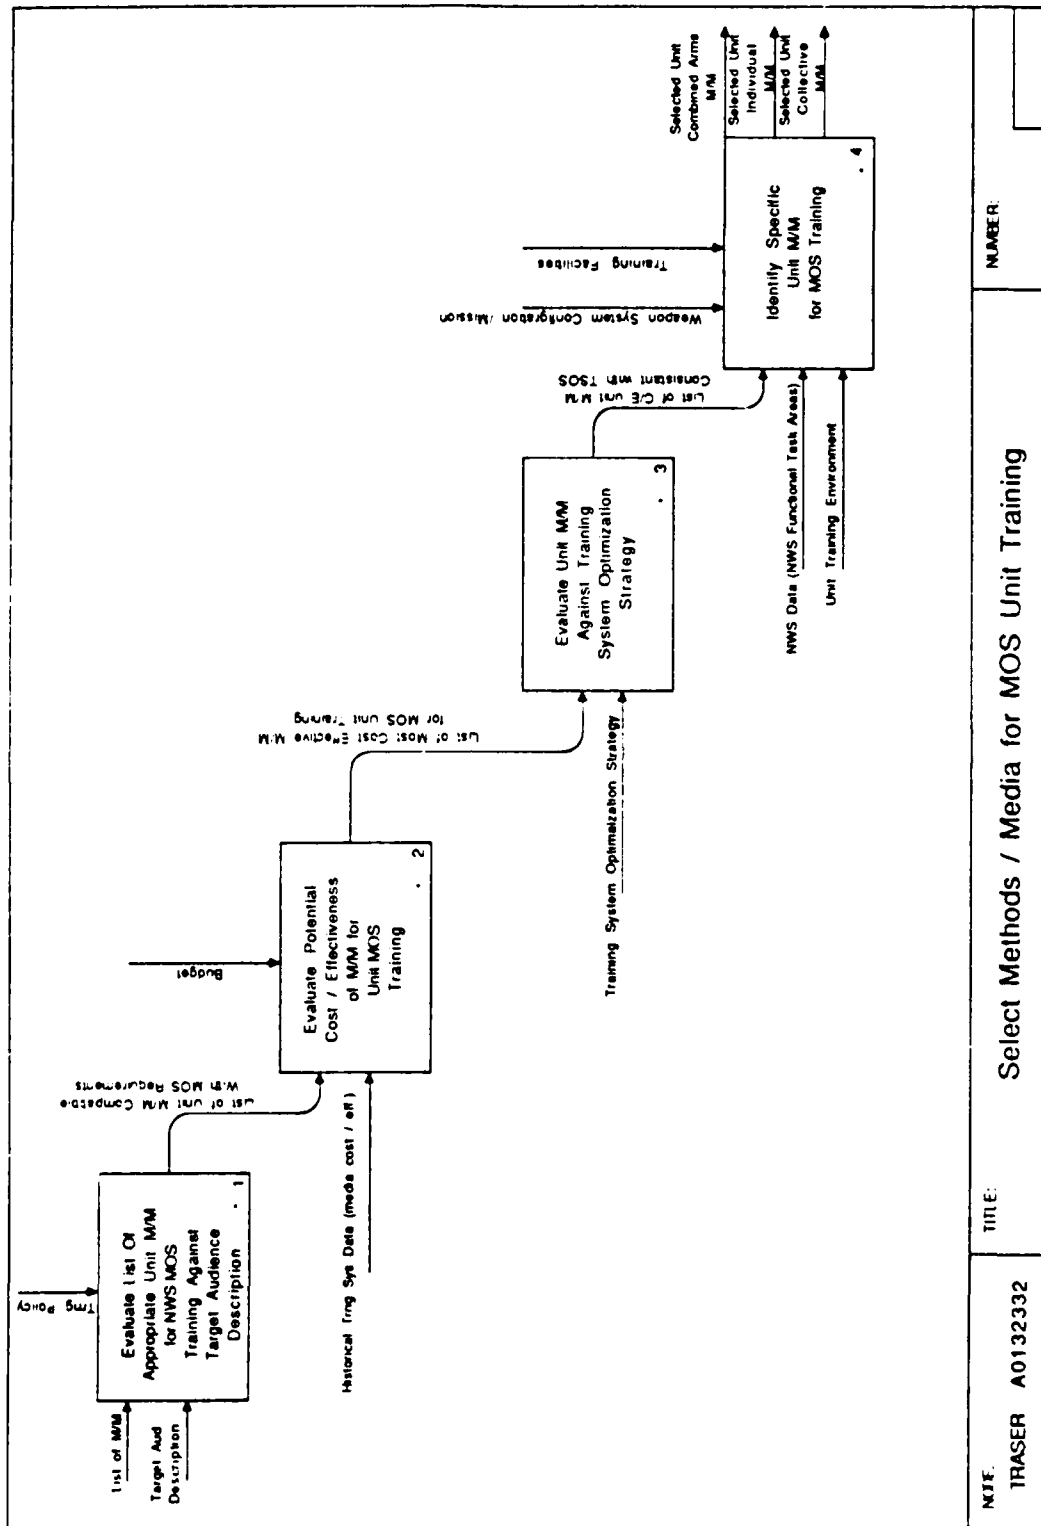 Trng Policy
List of M/M
Target Aud
Description
Evaluate List Of
Appropriate Unit M/M
for NWS MOS
Training Against
Target Audience
Description
. 1
List of unit M/M Compatible
With MOS Requirements
Budget
Historical Trng Sys Data (media cost / eff )
Evaluate Potential
Cost / Effectiveness
of M/M for
Unit MOS
Training
. 2
List of Most Cost Effective M/M
for MOS unit Training
Training System Optimaization Strategy
Evaluate Unit M/M
Against Training
System Optimization
Strategy
. 3
List of C/E unit M/M
Consistant with TSOS
Weapon System Configration /Mission
Training Facilities
NWS Data (NWS Functional Task Areas)
Unit Training Environment
Identify Specific
Unit M/M
for MOS Training
. 4
Selected Unit
Combined Arms
M/M
Selected Unit
Individual
M/M
Selected Unit
Collective
M/M
NOTE:
TRASER A0132332
TITLE:
Select Methods / Media for MOS Unit Training
NUMBER: